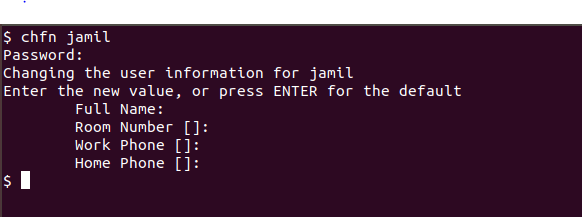 $ chfn jamil
Password:
Changing the user information for jamil
Enter the new value, or press ENTER for the default
        Full Name:
        Room Number []:
        Work Phone []:
        Home Phone []:
$